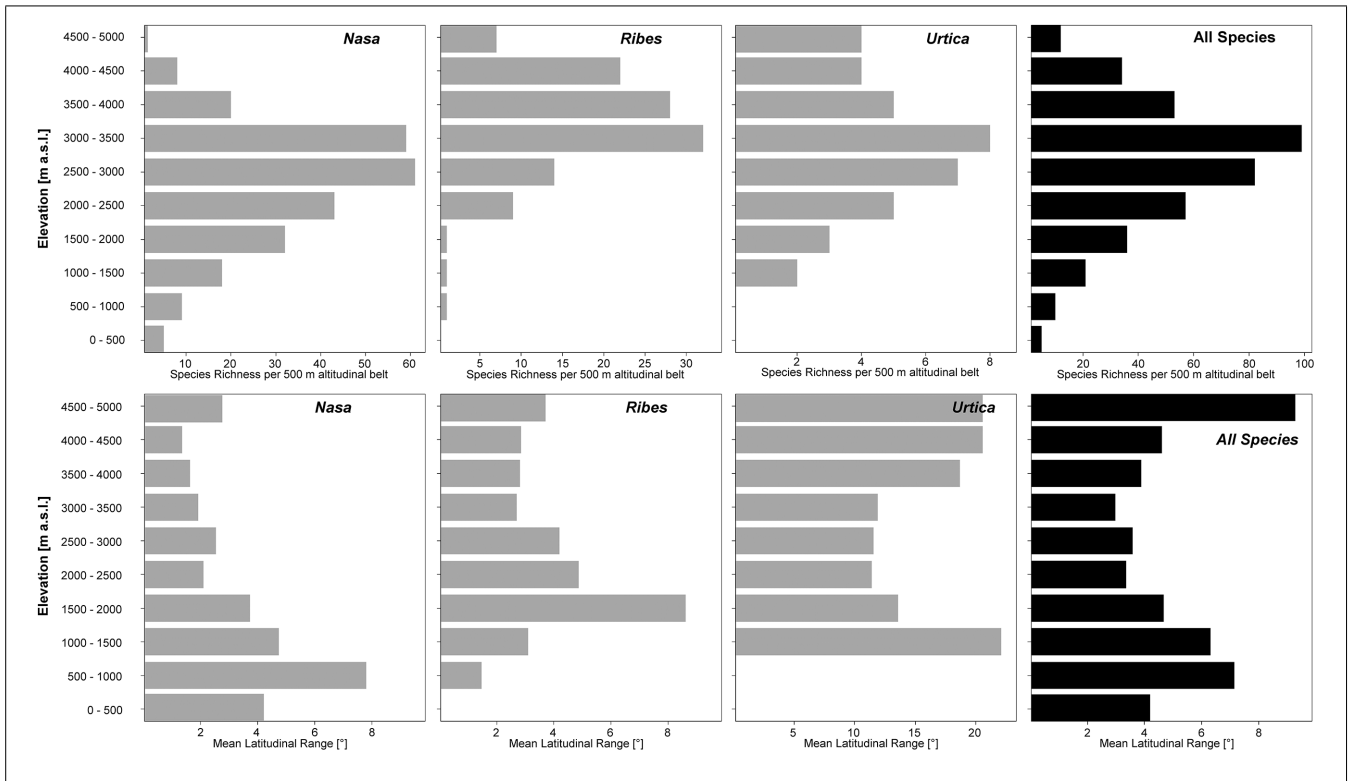 Nasa
Ribes
Urtica
All Species
Elevation [m a.s.l.]
4500 - 5000
4000 - 4500
3500 - 4000
3000 - 3500
2500 - 3000
2000 - 2500
1500 - 2000
1000 - 1500
500 - 1000
0 - 500
10 20 30 40 50 60
5 10 15 20 25 30
2 4 6 8
20 40 60 80 100
Species Richness per 500 m altitudinal belt
Species Richness per 500 m altitudinal belt
Species Richness per 500 m altitudinal belt
Species Richness per 500 m altitudinal belt
Nasa
Ribes
Urtica
All Species
Elevation [m a.s.l.]
4500 - 5000
4000 - 4500
3500 - 4000
3000 - 3500
2500 - 3000
2000 - 2500
1500 - 2000
1000 - 1500
500 - 1000
0 - 500
2 4 6 8
2 4 6 8
5 10 15 20
2 4 6 8
Mean Latitudinal Range [°]
Mean Latitudinal Range [°]
Mean Latitudinal Range [°]
Mean Latitudinal Range [°]